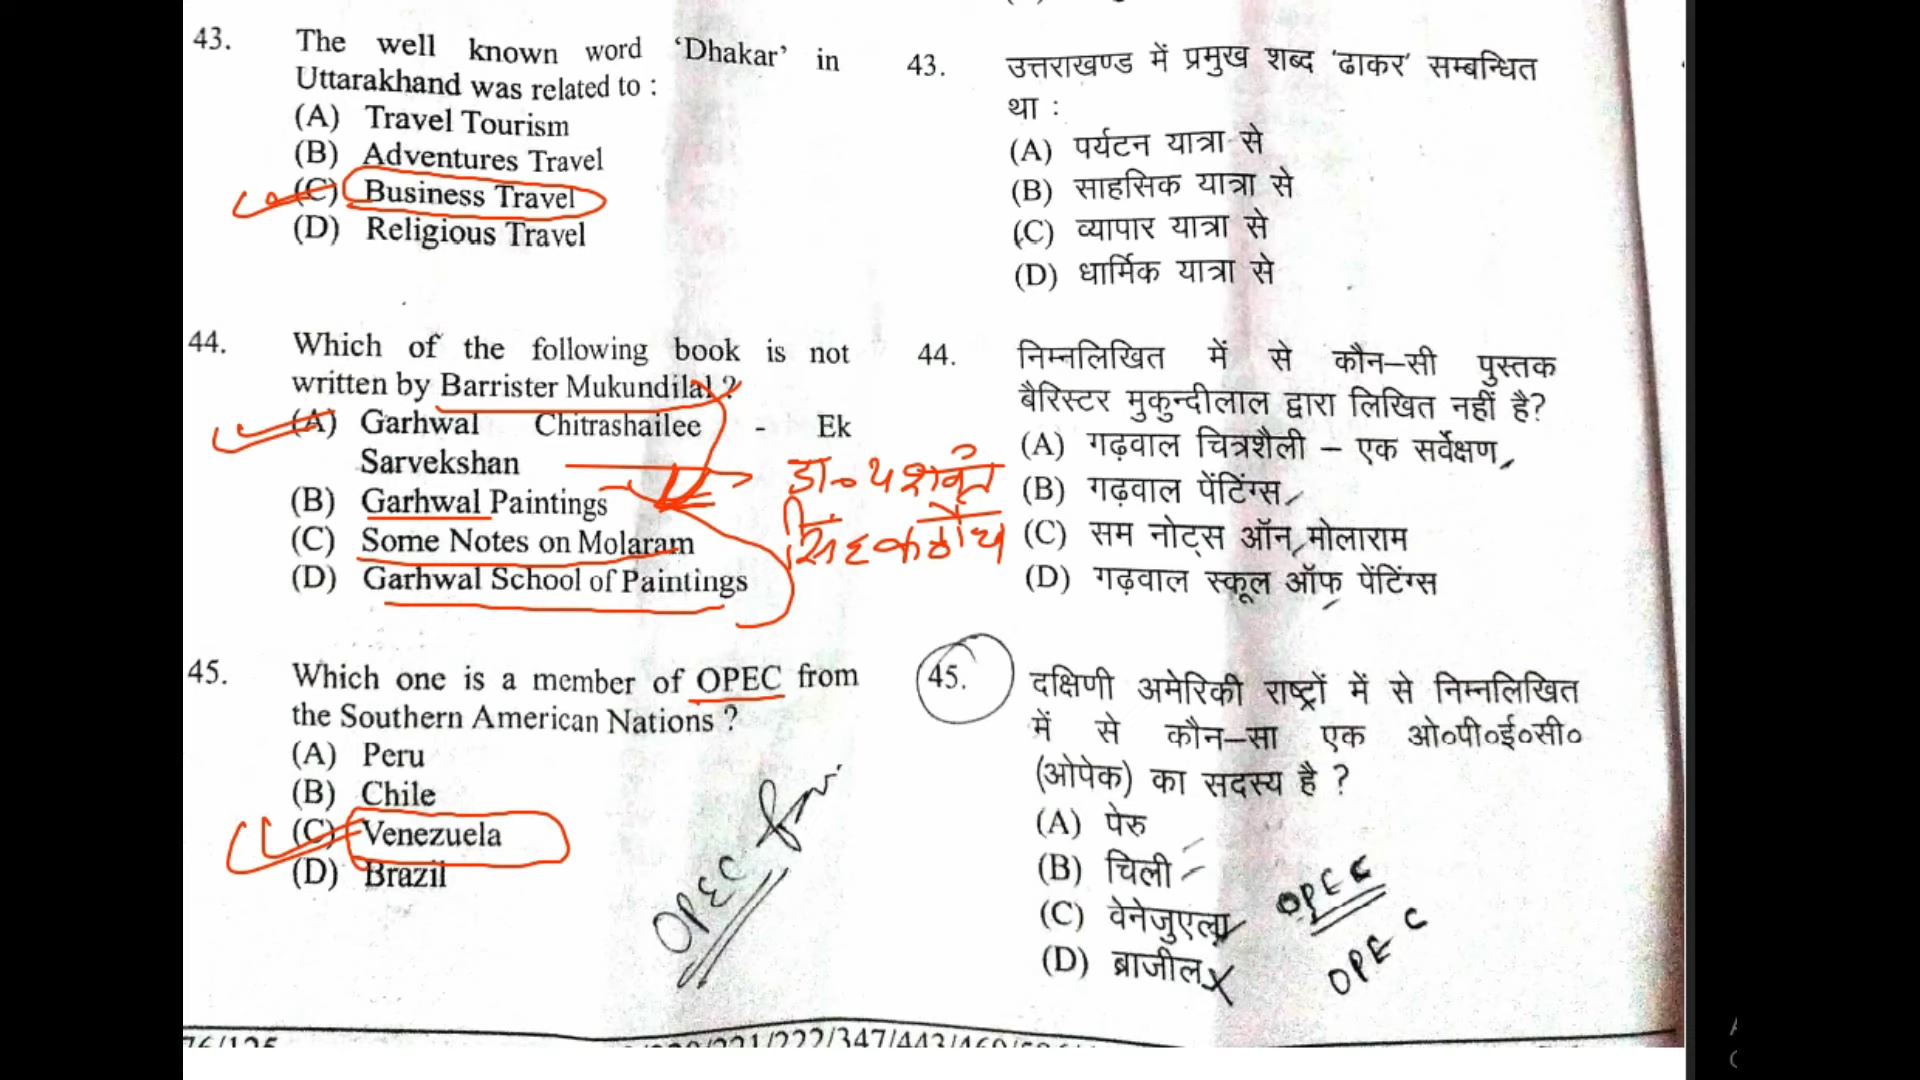 43. The well known word 'Dhakar' in
Uttarakhand was related to :
(A) Travel Tourism
(B) Adventures Travel
(C) Business Travel
(D) Religious Travel
44. Which of the following book is not
written by Barrister Mukundilal ?
(A) Garhwal Chitrashailee - Ek
Sarvekshan
(B) Garhwal Paintings
(C) Some Notes on Molaram
(D) Garhwal School of Paintings
डा० यशवंत
सिंह कठोच
45. Which one is a member of OPEC from
the Southern American Nations ?
(A) Peru
(B) Chile
(C) Venezuela
(D) Brazil
OPEC
43. उत्तराखण्ड में प्रमुख शब्द 'ढाकर' सम्बन्धित
था :
(A) पर्यटन यात्रा से
(B) साहसिक यात्रा से
(C) व्यापार यात्रा से
(D) धार्मिक यात्रा से
44. निम्नलिखित में से कौन-सी पुस्तक
बैरिस्टर मुकुन्दीलाल द्वारा लिखित नहीं है?
(A) गढ़वाल चित्रशैली – एक सर्वेक्षण
(B) गढ़वाल पेंटिंग्स
(C) सम नोट्स ऑन मोलाराम
(D) गढ़वाल स्कूल ऑफ पेंटिंग्स
45. दक्षिणी अमेरिकी राष्ट्रों में से निम्नलिखित
में से कौन-सा एक ओ०पी०ई०सी०
(ओपेक) का सदस्य है ?
(A) पेरु
(B) चिली
(C) वेनेजुएला
(D) ब्राजील
OPEC
OPEC